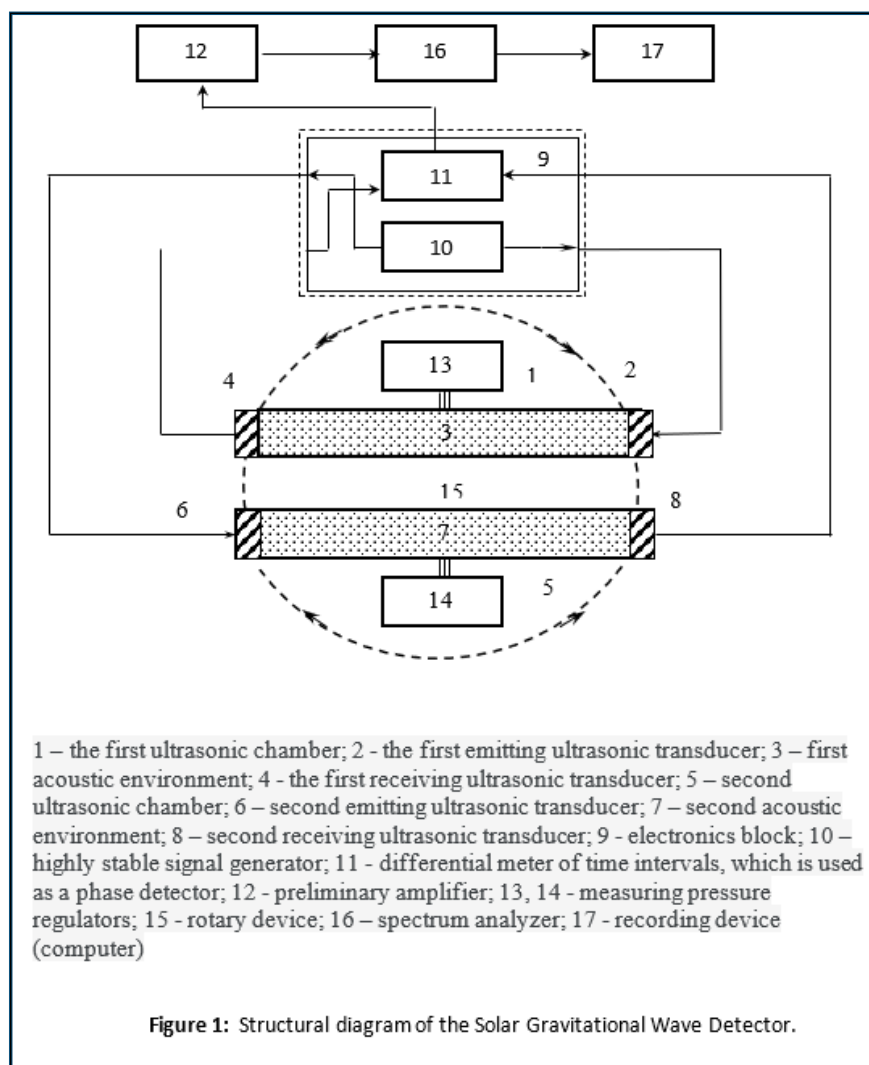 12
16
17
11
9
10
13
1
2
4
3
15
6
8
7
14
5
1 – the first ultrasonic chamber; 2 - the first emitting ultrasonic transducer; 3 – first
acoustic environment; 4 - the first receiving ultrasonic transducer; 5 – second
ultrasonic chamber; 6 – second emitting ultrasonic transducer; 7 – second acoustic
environment; 8 – second receiving ultrasonic transducer; 9 - electronics block; 10 –
highly stable signal generator; 11 - differential meter of time intervals, which is used
as a phase detector; 12 – preliminary amplifier; 13, 14 - measuring pressure
regulators; 15 - rotary device; 16 – spectrum analyzer; 17 - recording device
(computer)
Figure 1: Structural diagram of the Solar Gravitational Wave Detector.